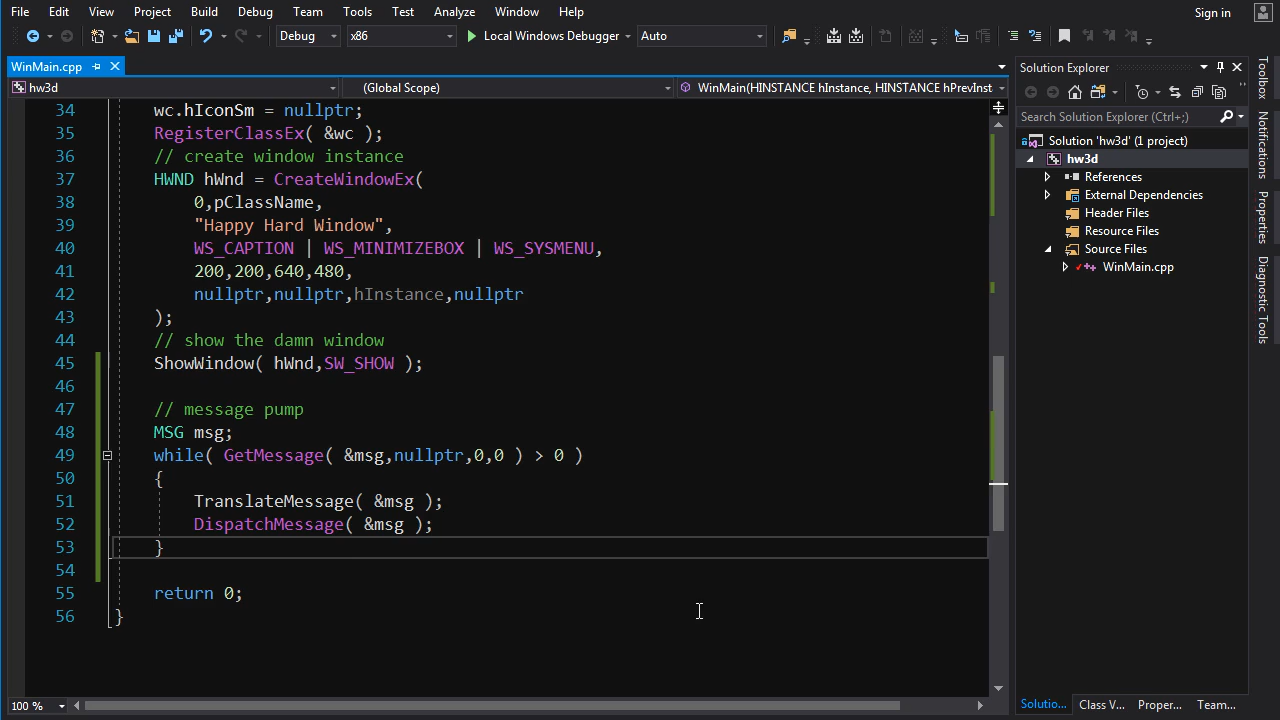 File Edit View Project Build Debug Team Tools Test Analyze Window Help
Sign in
Debug x86 Local Windows Debugger Auto
WinMain.cpp
hw3d (Global Scope) WinMain(HINSTANCE hInstance, HINSTANCE hPrevInst
34 wc.hIconSm = nullptr;
35 RegisterClassEx( &wc );
36 // create window instance
37 HWND hWnd = CreateWindowEx(
38 0,pClassName,
39 "Happy Hard Window",
40 WS_CAPTION | WS_MINIMIZEBOX | WS_SYSMENU,
41 200,200,640,480,
42 nullptr,nullptr,hInstance,nullptr
43 );
44 // show the damn window
45 ShowWindow( hWnd,SW_SHOW );
46
47 // message pump
48 MSG msg;
49 while( GetMessage( &msg,nullptr,0,0 ) > 0 )
50 {
51 TranslateMessage( &msg );
52 DispatchMessage( &msg );
53 }
54
55 return 0;
56 }
100 %
Solution Explorer
Search Solution Explorer (Ctrl+;)
Solution 'hw3d' (1 project)
hw3d
References
External Dependencies
Header Files
Resource Files
Source Files
WinMain.cpp
Solutio... Class V... Proper... Team...
Toolbox
Notifications
Properties
Diagnostic Tools